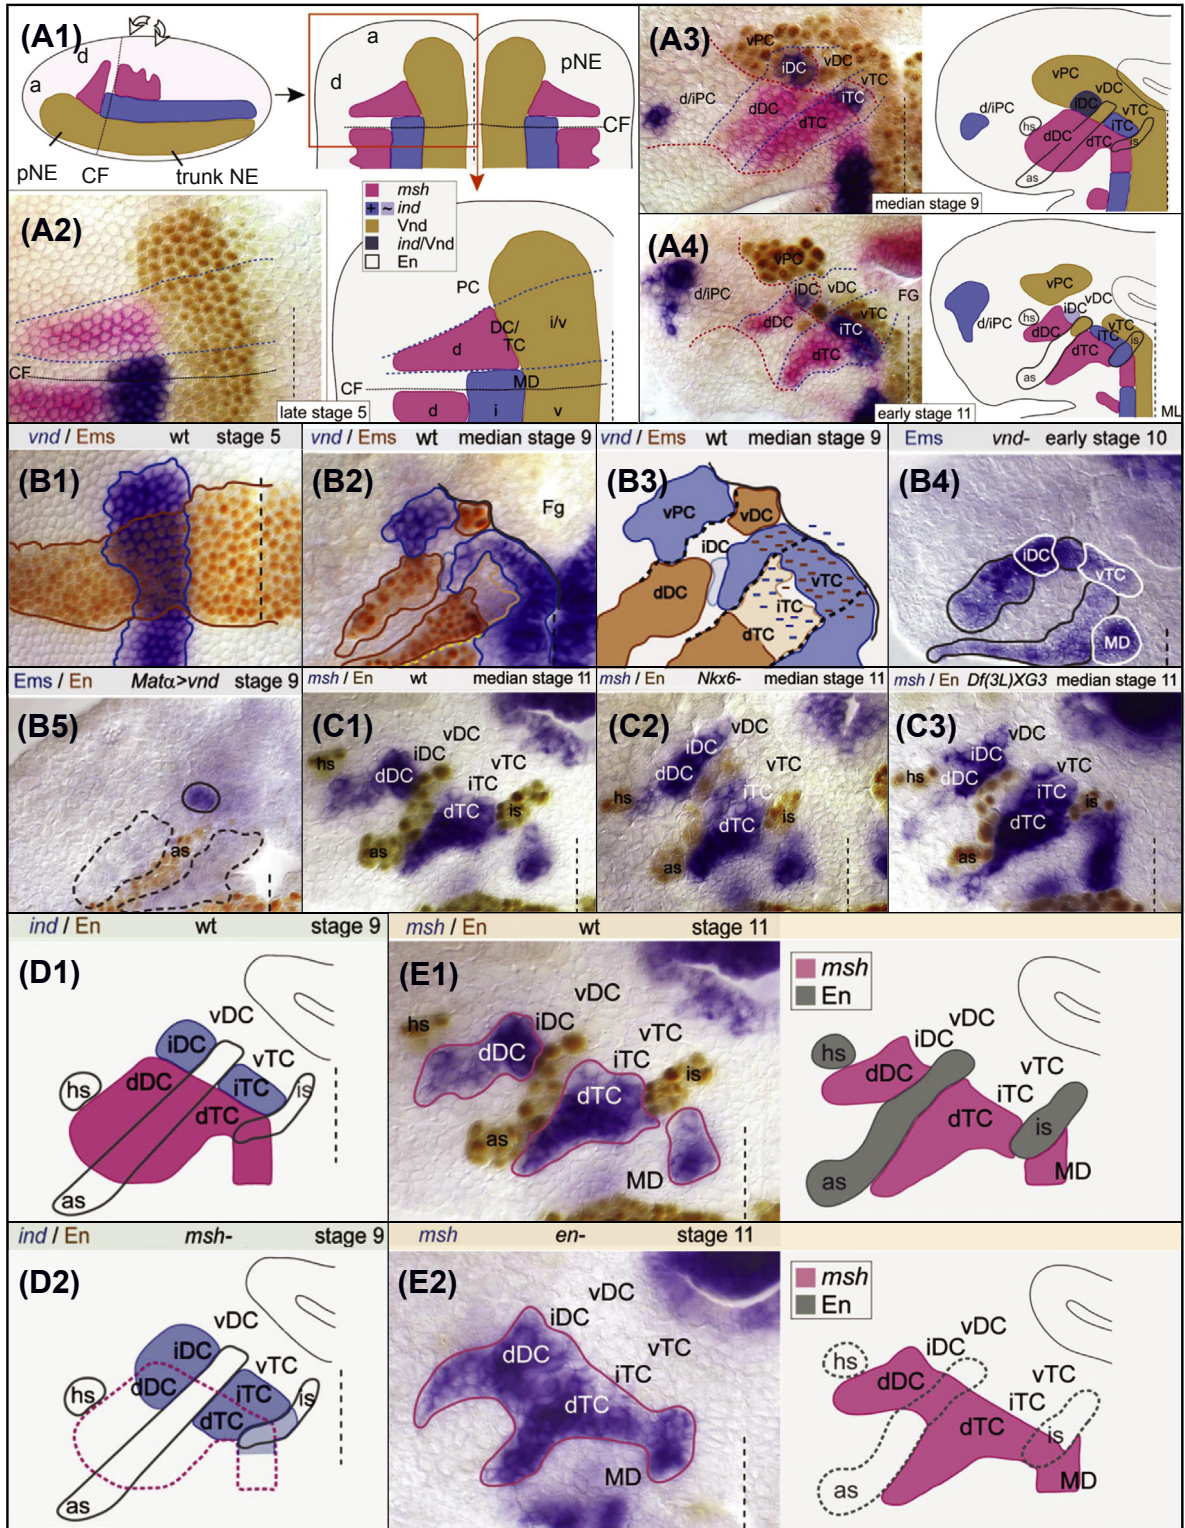 (A1)
d
a
pNE
CF
trunk NE
a
d
pNE
CF
msh
+ ~ ind
Vnd
ind/Vnd
En
(A2)
CF
late stage 5
PC
DC/
TC
d
i/v
CF
MD
d
i
v
(A3)
vPC
iDC
vDC
vTC
d/iPC
dDC
iTC
dTC
median stage 9
vPC
vDC
iDC
d/iPC
hs
vTC
iTC
dDC
dTC
is
as
(A4)
vPC
d/iPC
iDC
vDC
FG
dDC
vTC
iTC
dTC
early stage 11
vPC
vDC
iDC
hs
d/iPC
dDC
vTC
iTC
is
dTC
as
ML
vnd / Ems wt stage 5
(B1)
vnd / Ems wt median stage 9
(B2)
Fg
vnd / Ems wt median stage 9
(B3)
vPC
vDC
iDC
dDC
vTC
iTC
dTC
Ems vnd- early stage 10
(B4)
iDC
vTC
MD
Ems / En Matα>vnd stage 9
(B5)
as
msh / En wt median stage 11
(C1)
vDC
iDC
hs
dDC
vTC
iTC
dTC
is
as
msh / En Nkx6- median stage 11
(C2)
vDC
iDC
dDC
vTC
iTC
hs
is
dTC
as
msh / En Df(3L)XG3 median stage 11
(C3)
vDC
iDC
hs
dDC
vTC
iTC
is
dTC
as
ind / En wt stage 9
(D1)
vDC
iDC
vTC
dDC
hs
iTC
is
dTC
as
msh / En wt stage 11
(E1)
vDC
hs
iDC
dDC
vTC
iTC
is
dTC
as
MD
msh
En
vDC
iDC
hs
dDC
vTC
iTC
dTC
is
as
MD
ind / En msh- stage 9
(D2)
vDC
iDC
vTC
dDC
hs
iTC
is
dTC
as
msh en- stage 11
(E2)
vDC
iDC
dDC
vTC
iTC
dTC
MD
msh
En
vDC
iDC
hs
dDC
vTC
iTC
dTC
is
as
MD